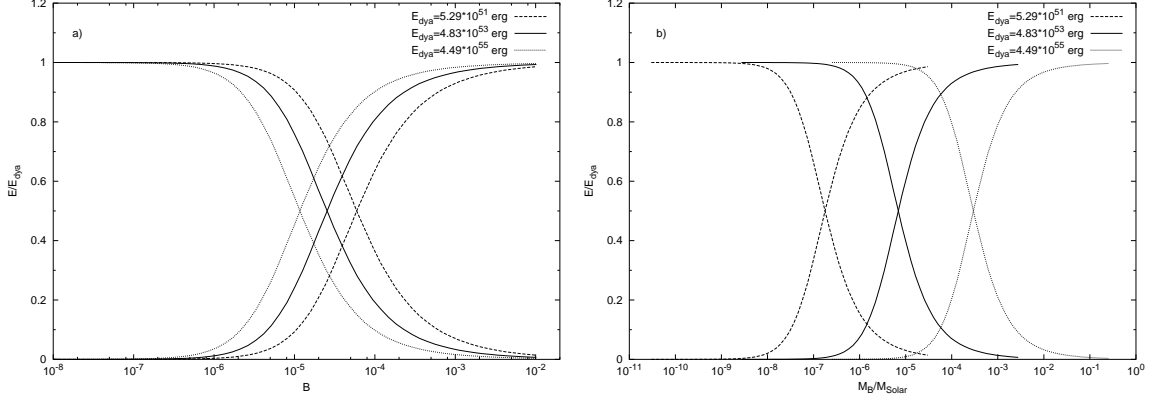 a)
E_dya=5.29*10^51 erg
E_dya=4.83*10^53 erg
E_dya=4.49*10^55 erg
1.2
1
0.8
0.6
0.4
0.2
0
E/E_dya
10^-8
10^-7
10^-6
10^-5
10^-4
10^-3
10^-2
B
b)
E_dya=5.29*10^51 erg
E_dya=4.83*10^53 erg
E_dya=4.49*10^55 erg
1.2
1
0.8
0.6
0.4
0.2
0
E/E_dya
10^-11
10^-10
10^-9
10^-8
10^-7
10^-6
10^-5
10^-4
10^-3
10^-2
10^-1
10^0
M_B/M_Solar